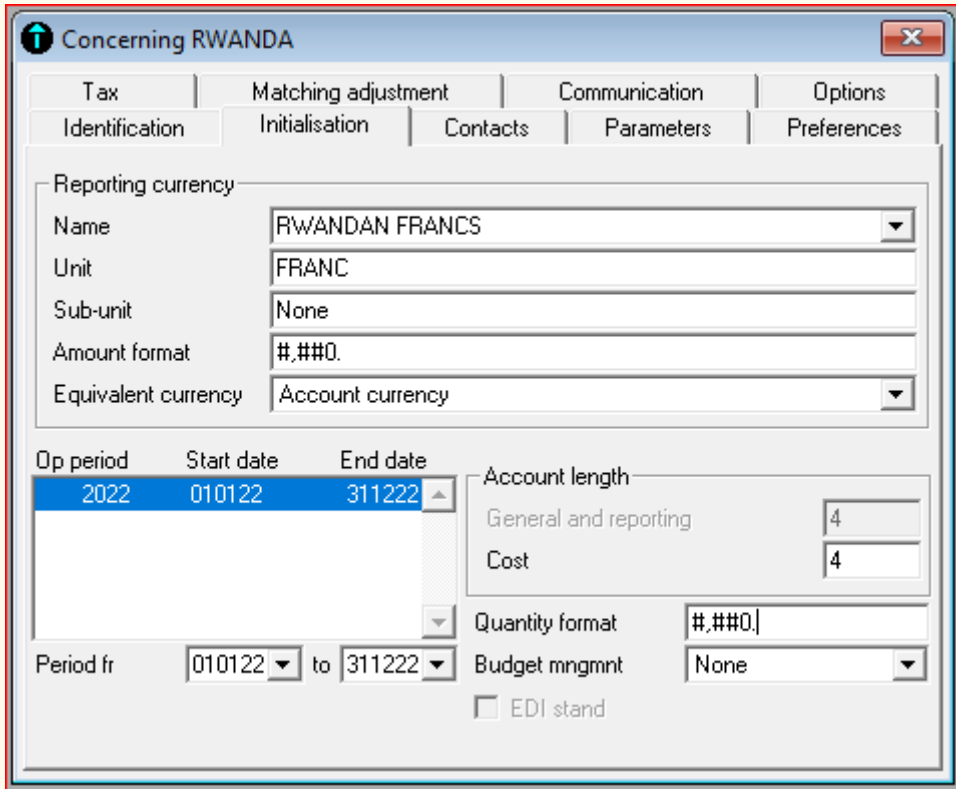 Concerning RWANDA
Tax Matching adjustment Communication Options
Identification Initialisation Contacts Parameters Preferences
Reporting currency
Name RWANDAN FRANCS
Unit FRANC
Sub-unit None
Amount format #,##0.
Equivalent currency Account currency
Op period Start date End date
2022 010122 311222
Account length
General and reporting 4
Cost 4
Quantity format #,##0.
Period fr 010122 to 311222 Budget mngmnt None
EDI stand